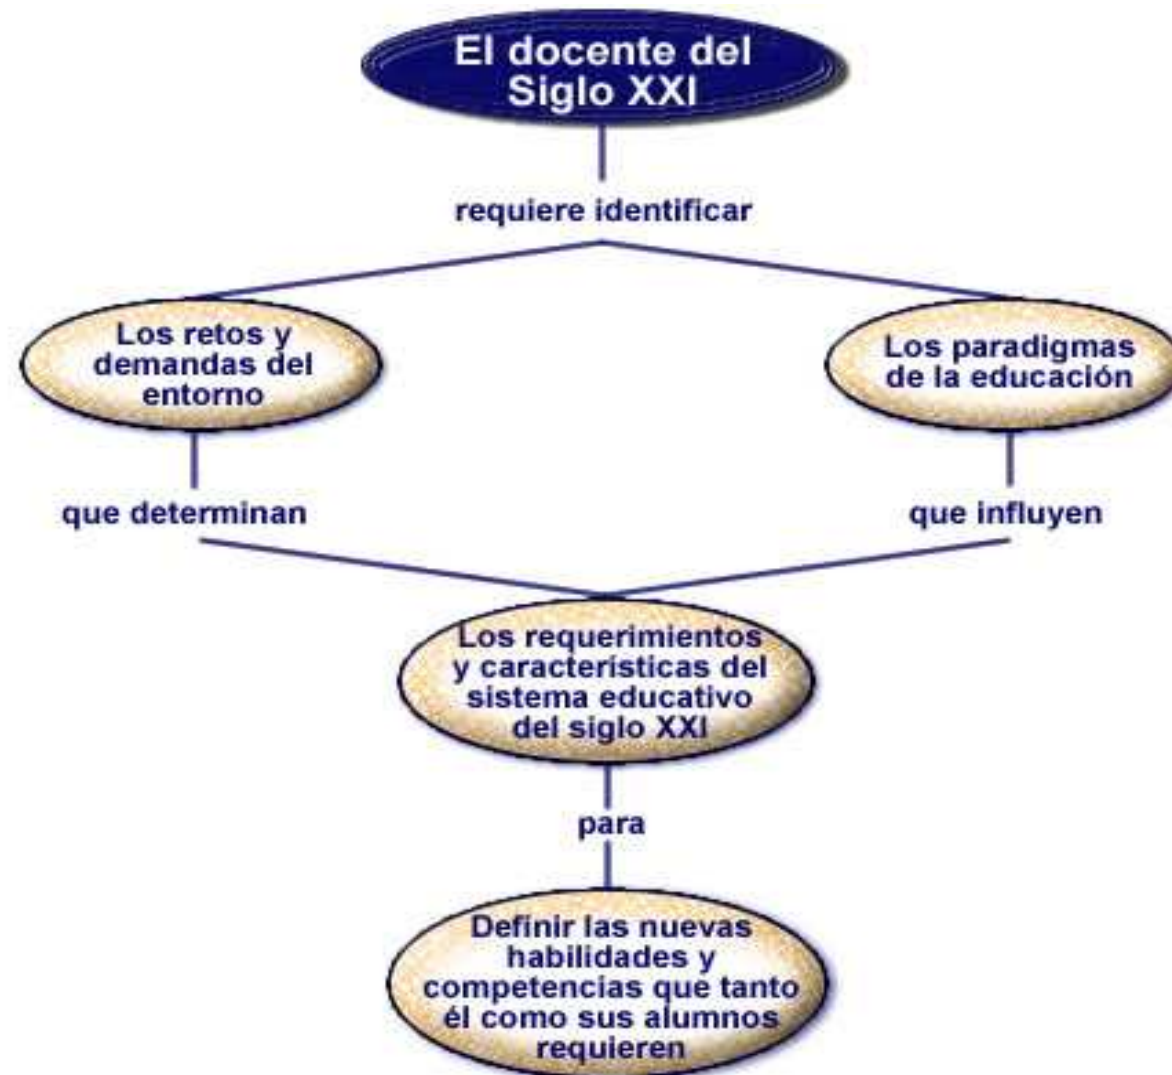 El docente del
Siglo XXI
requiere identificar
Los retos y
demandas del
entorno
Los paradigmas
de la educación
que determinan
que influyen
Los requerimientos
y características del
sistema educativo
del siglo XXI
para
Definir las nuevas
habilidades y
competencias que tanto
él como sus alumnos
requieren